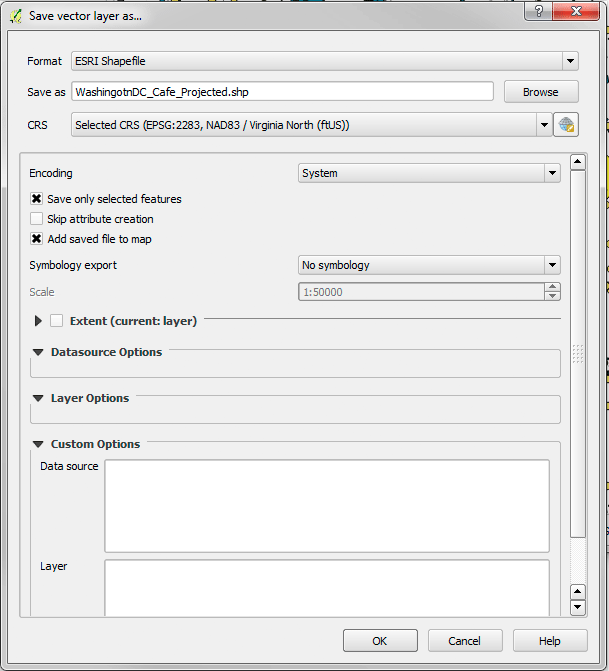 Save vector layer as...
Format ESRI Shapefile
Save as WashingotnDC_Cafe_Projected.shp Browse
CRS Selected CRS (EPSG:2283, NAD83 / Virginia North (ftUS))
Encoding System
Save only selected features
Skip attribute creation
Add saved file to map
Symbology export No symbology
Scale 1:50000
Extent (current: layer)
Datasource Options
Layer Options
Custom Options
Data source
Layer
OK Cancel Help